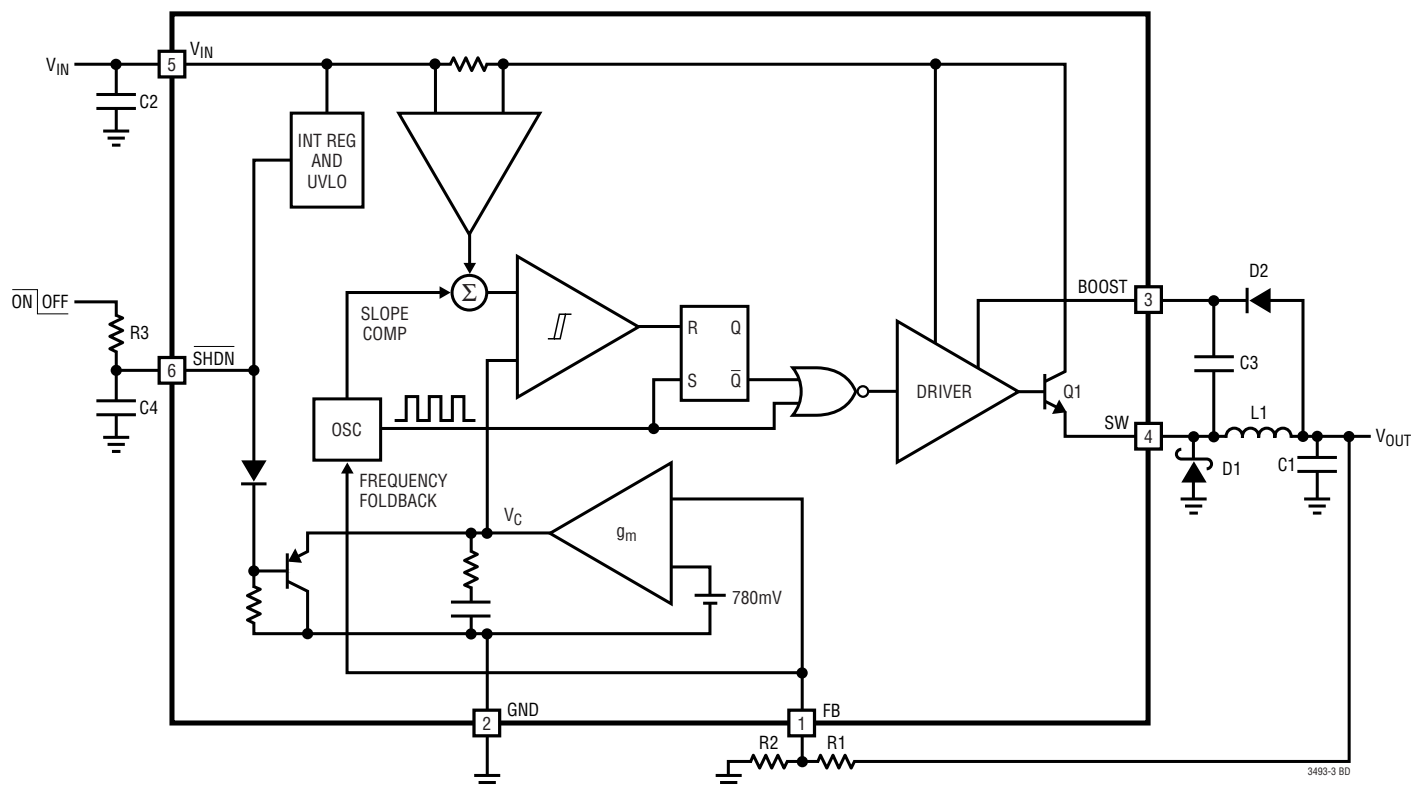 V_IN
5
V_IN
C2
INT REG
AND
UVLO
Σ
SLOPE
COMP
ON OFF
R3
6
SHDN
C4
R
Q
S
Q̅
OSC
DRIVER
Q1
BOOST
3
D2
C3
SW
4
L1
D1
C1
V_OUT
FREQUENCY
FOLDBACK
V_C
g_m
780mV
2
GND
1
FB
R2
R1
3493-3 BD